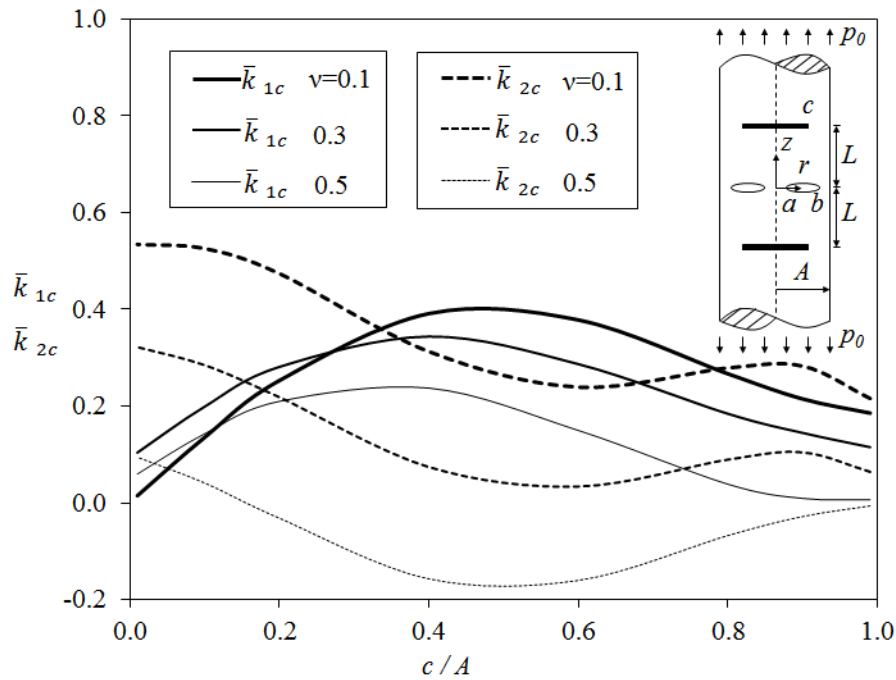 1.0
0.8
0.6
0.4
0.2
0.0
-0.2
k̄ 1c
k̄ 2c
k̄ 1c ν=0.1
k̄ 1c 0.3
k̄ 1c 0.5
k̄ 2c ν=0.1
k̄ 2c 0.3
k̄ 2c 0.5
p0
c
z
L
r
a b
L
A
p0
0.0 0.2 0.4 0.6 0.8 1.0
c / A